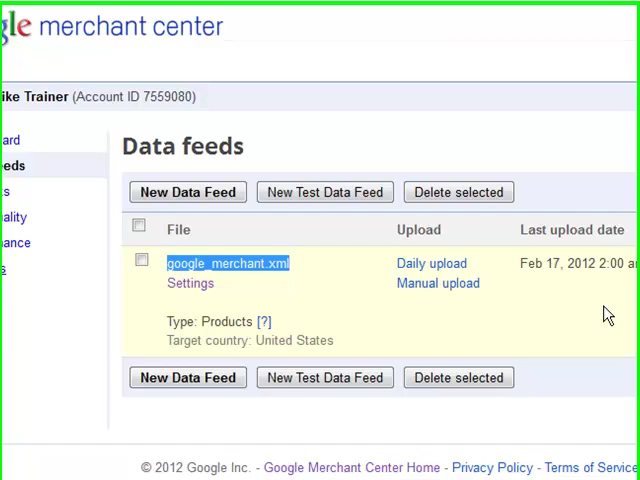 gle merchant center
ike Trainer (Account ID 7559080)
ard
eds
s
ality
ance
s
Data feeds
New Data Feed New Test Data Feed Delete selected
File Upload Last upload date
google_merchant.xml Daily upload Feb 17, 2012 2:00 a
Settings Manual upload
Type: Products [?]
Target country: United States
New Data Feed New Test Data Feed Delete selected
© 2012 Google Inc. - Google Merchant Center Home - Privacy Policy - Terms of Service